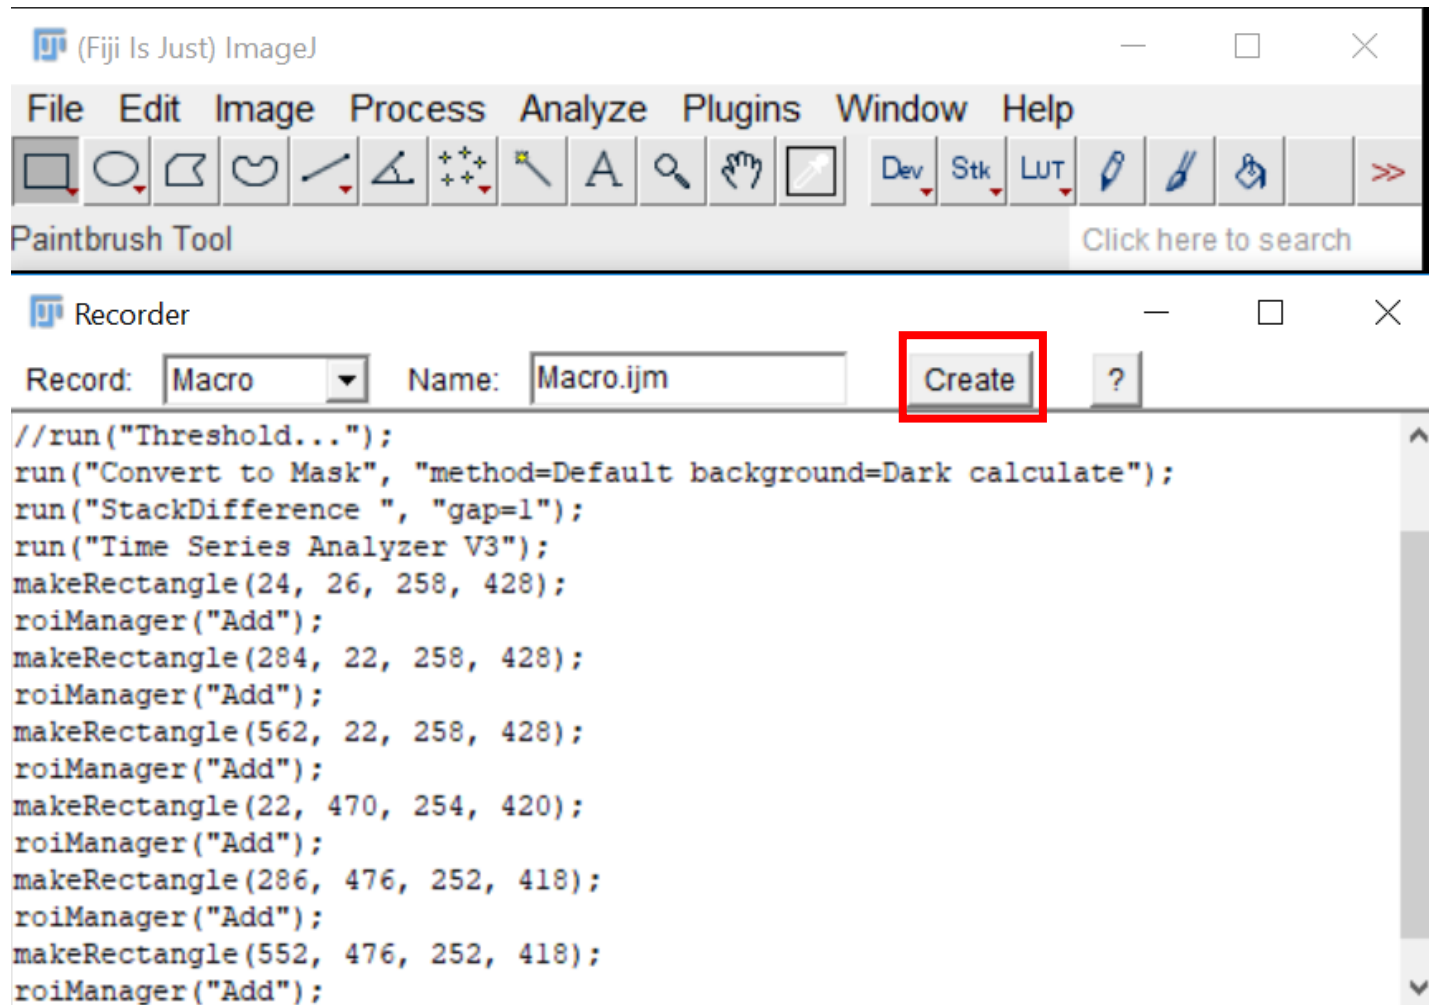 (Fiji Is Just) ImageJ
File Edit Image Process Analyze Plugins Window Help
A Dev Stk LUT >>
Paintbrush Tool Click here to search
Recorder
Record: Macro Name: Macro.ijm Create ?
//run("Threshold...");
run("Convert to Mask", "method=Default background=Dark calculate");
run("StackDifference ", "gap=1");
run("Time Series Analyzer V3");
makeRectangle(24, 26, 258, 428);
roiManager("Add");
makeRectangle(284, 22, 258, 428);
roiManager("Add");
makeRectangle(562, 22, 258, 428);
roiManager("Add");
makeRectangle(22, 470, 254, 420);
roiManager("Add");
makeRectangle(286, 476, 252, 418);
roiManager("Add");
makeRectangle(552, 476, 252, 418);
roiManager("Add");